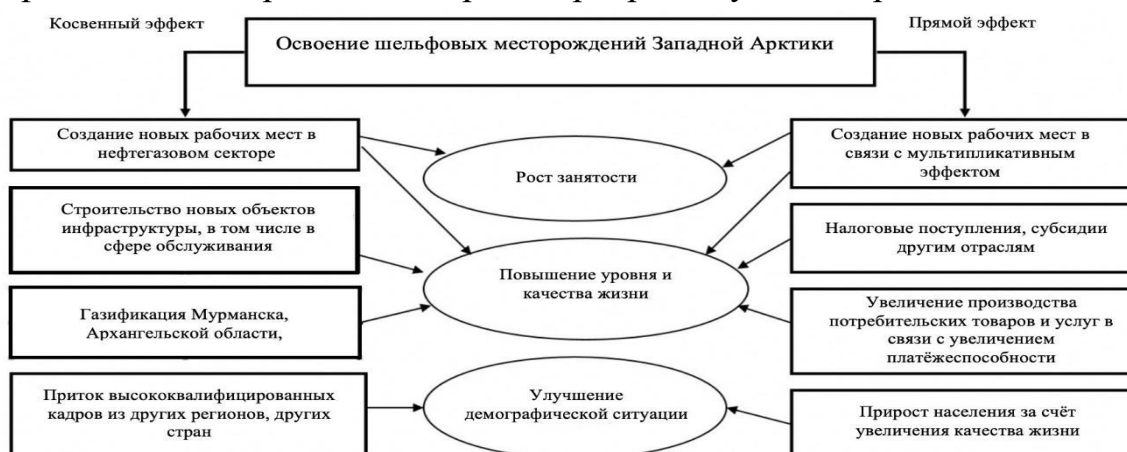 Косвенный эффект
Прямой эффект
Освоение шельфовых месторождений Западной Арктики
Создание новых рабочих мест в
нефтегазовом секторе
Строительство новых объектов
инфраструктуры, в том числе в
сфере обслуживания
Газификация Мурманска,
Архангельской области,
Приток высококвалифицированных
кадров из других регионов, других
стран
Рост занятости
Повышение уровня и
качества жизни
Улучшение
демографической ситуации
Создание новых рабочих мест в
связи с мультипликативным
эффектом
Налоговые поступления, субсидии
другим отраслям
Увеличение производства
потребительских товаров и услуг в
связи с увеличением
платёжеспособности
Прирост населения за счёт
увеличения качества жизни